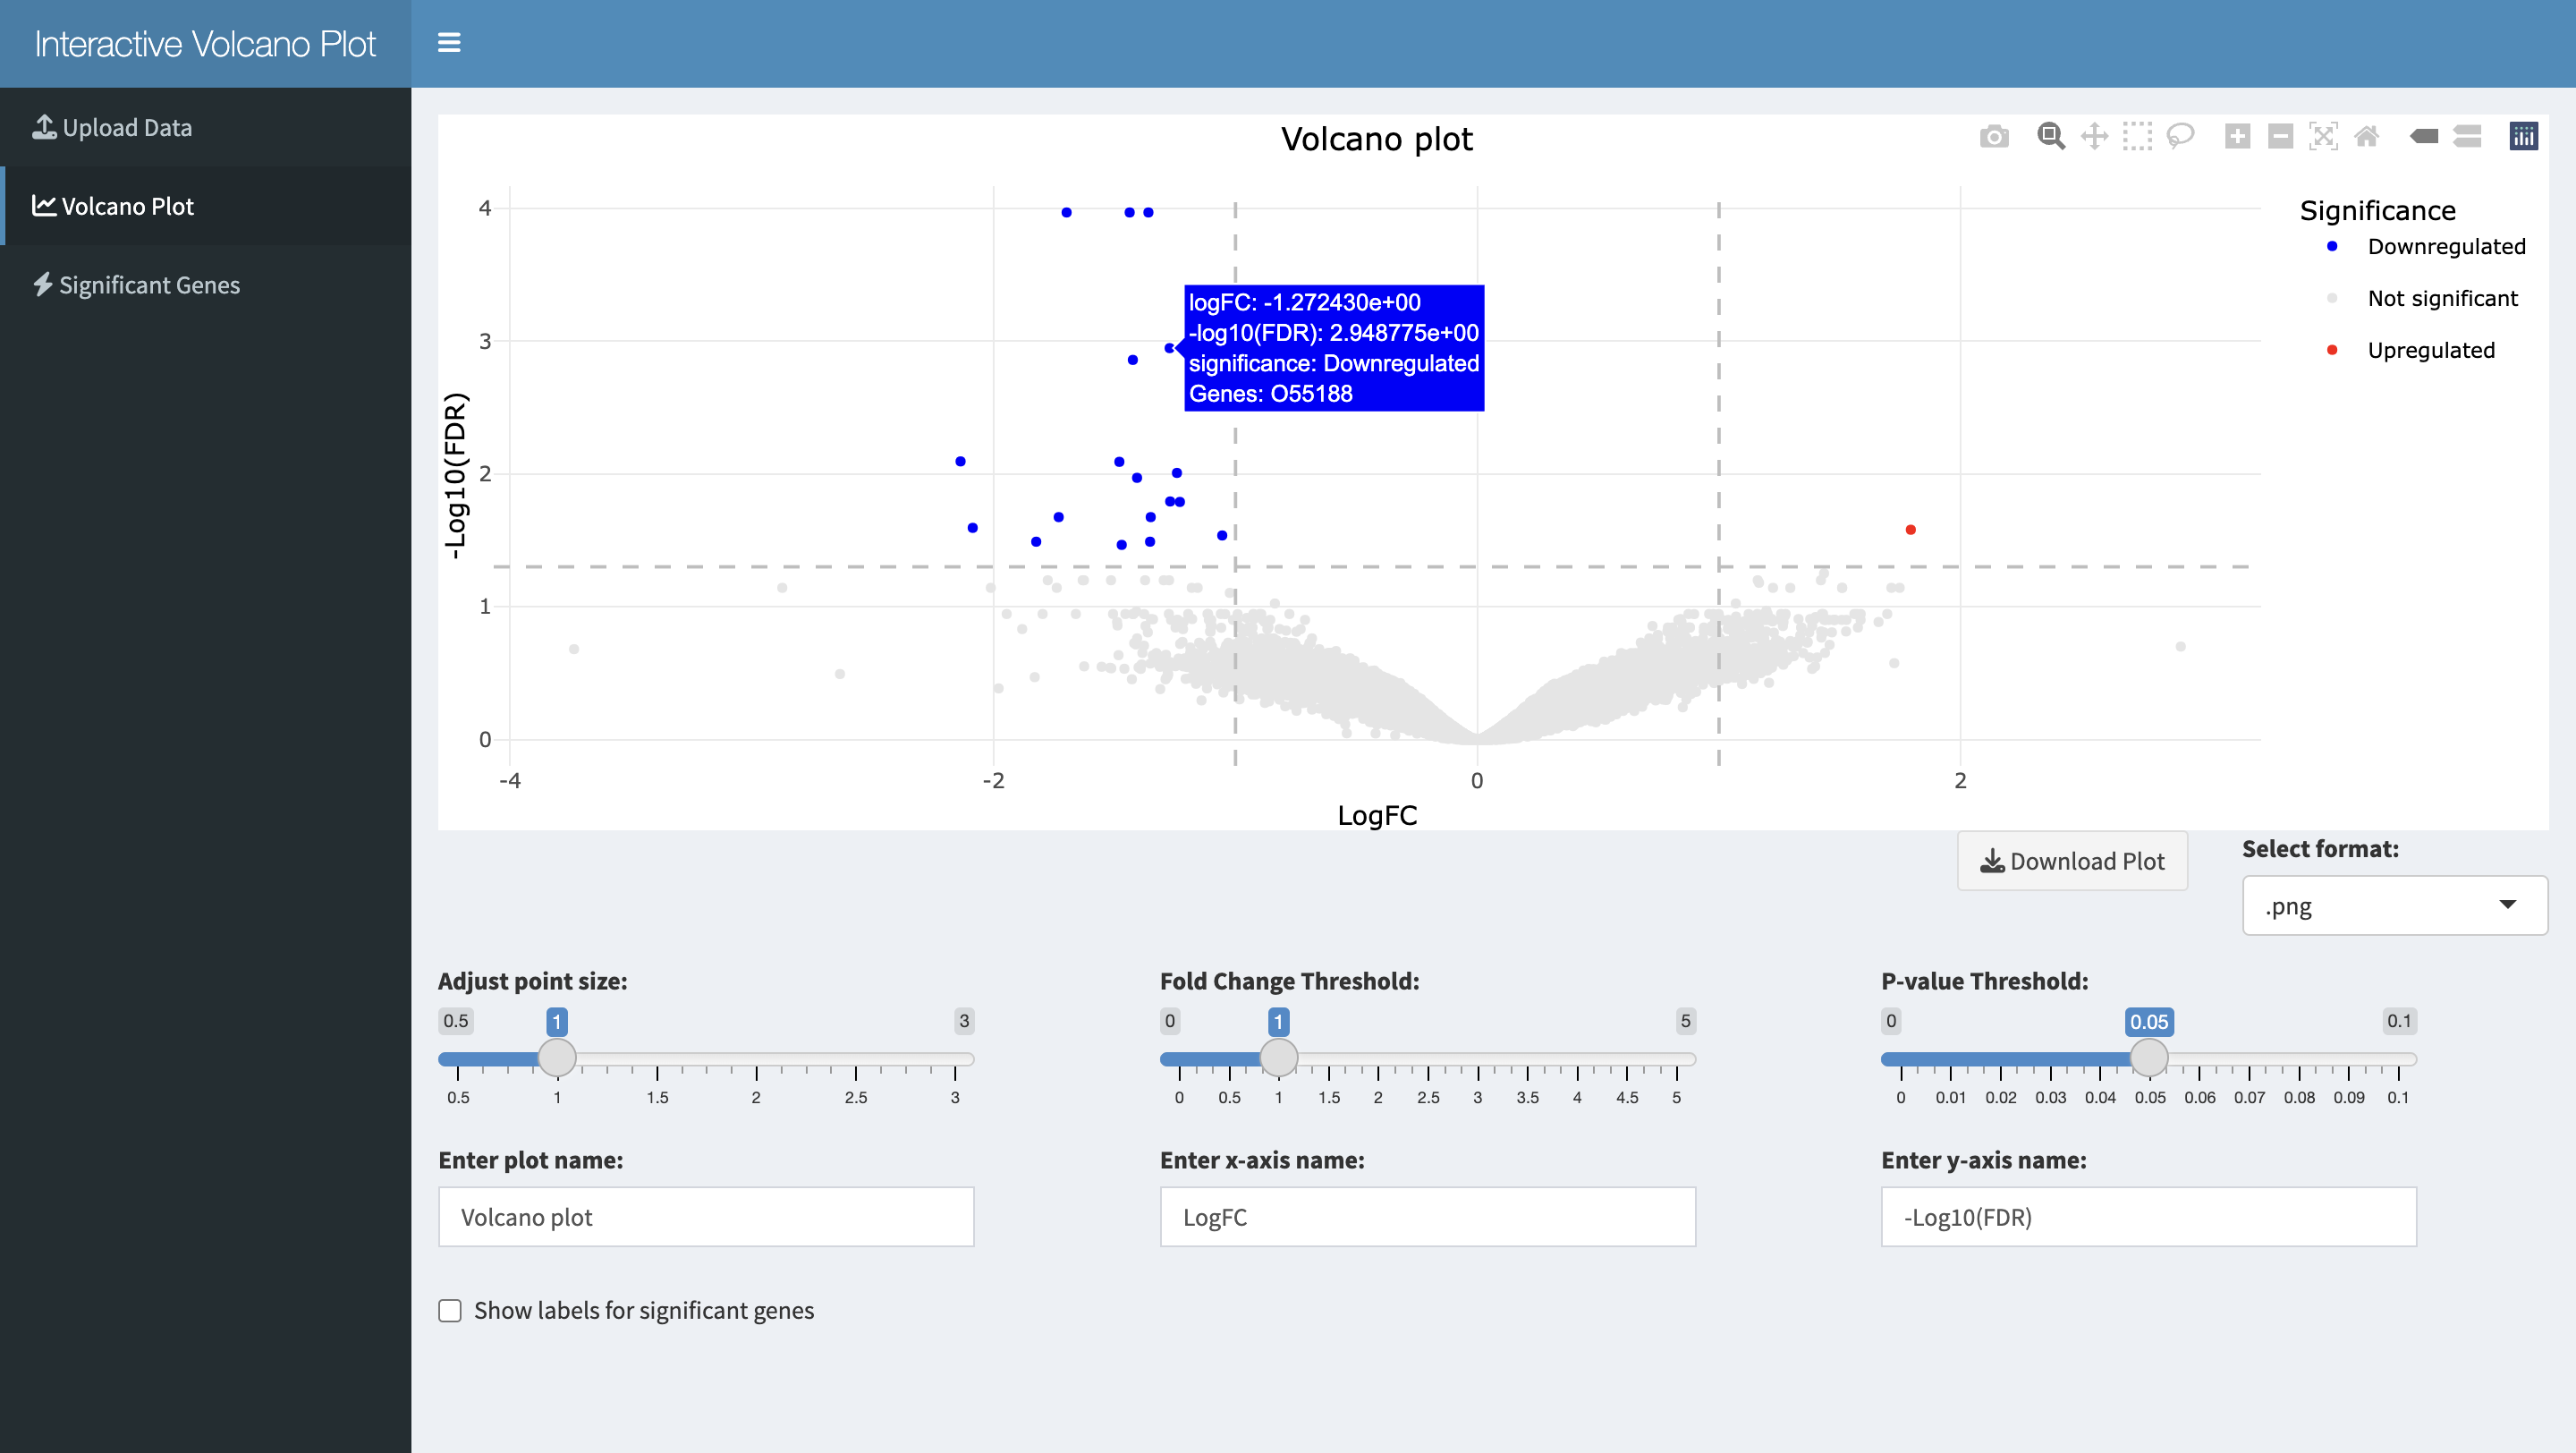 Interactive Volcano Plot
Upload Data
Volcano Plot
Significant Genes
Volcano plot
-Log10(FDR)
4
3
2
1
0
logFC: -1.272430e+00
-log10(FDR): 2.948775e+00
significance: Downregulated
Genes: O55188
-4
-2
0
2
LogFC
Significance
Downregulated
Not significant
Upregulated
Download Plot
Select format:
.png
Adjust point size:
0.5
1
3
0.5 1 1.5 2 2.5 3
Fold Change Threshold:
0
1
5
0 0.5 1 1.5 2 2.5 3 3.5 4 4.5 5
P-value Threshold:
0
0.05
0.1
0 0.01 0.02 0.03 0.04 0.05 0.06 0.07 0.08 0.09 0.1
Enter plot name:
Volcano plot
Enter x-axis name:
LogFC
Enter y-axis name:
-Log10(FDR)
Show labels for significant genes